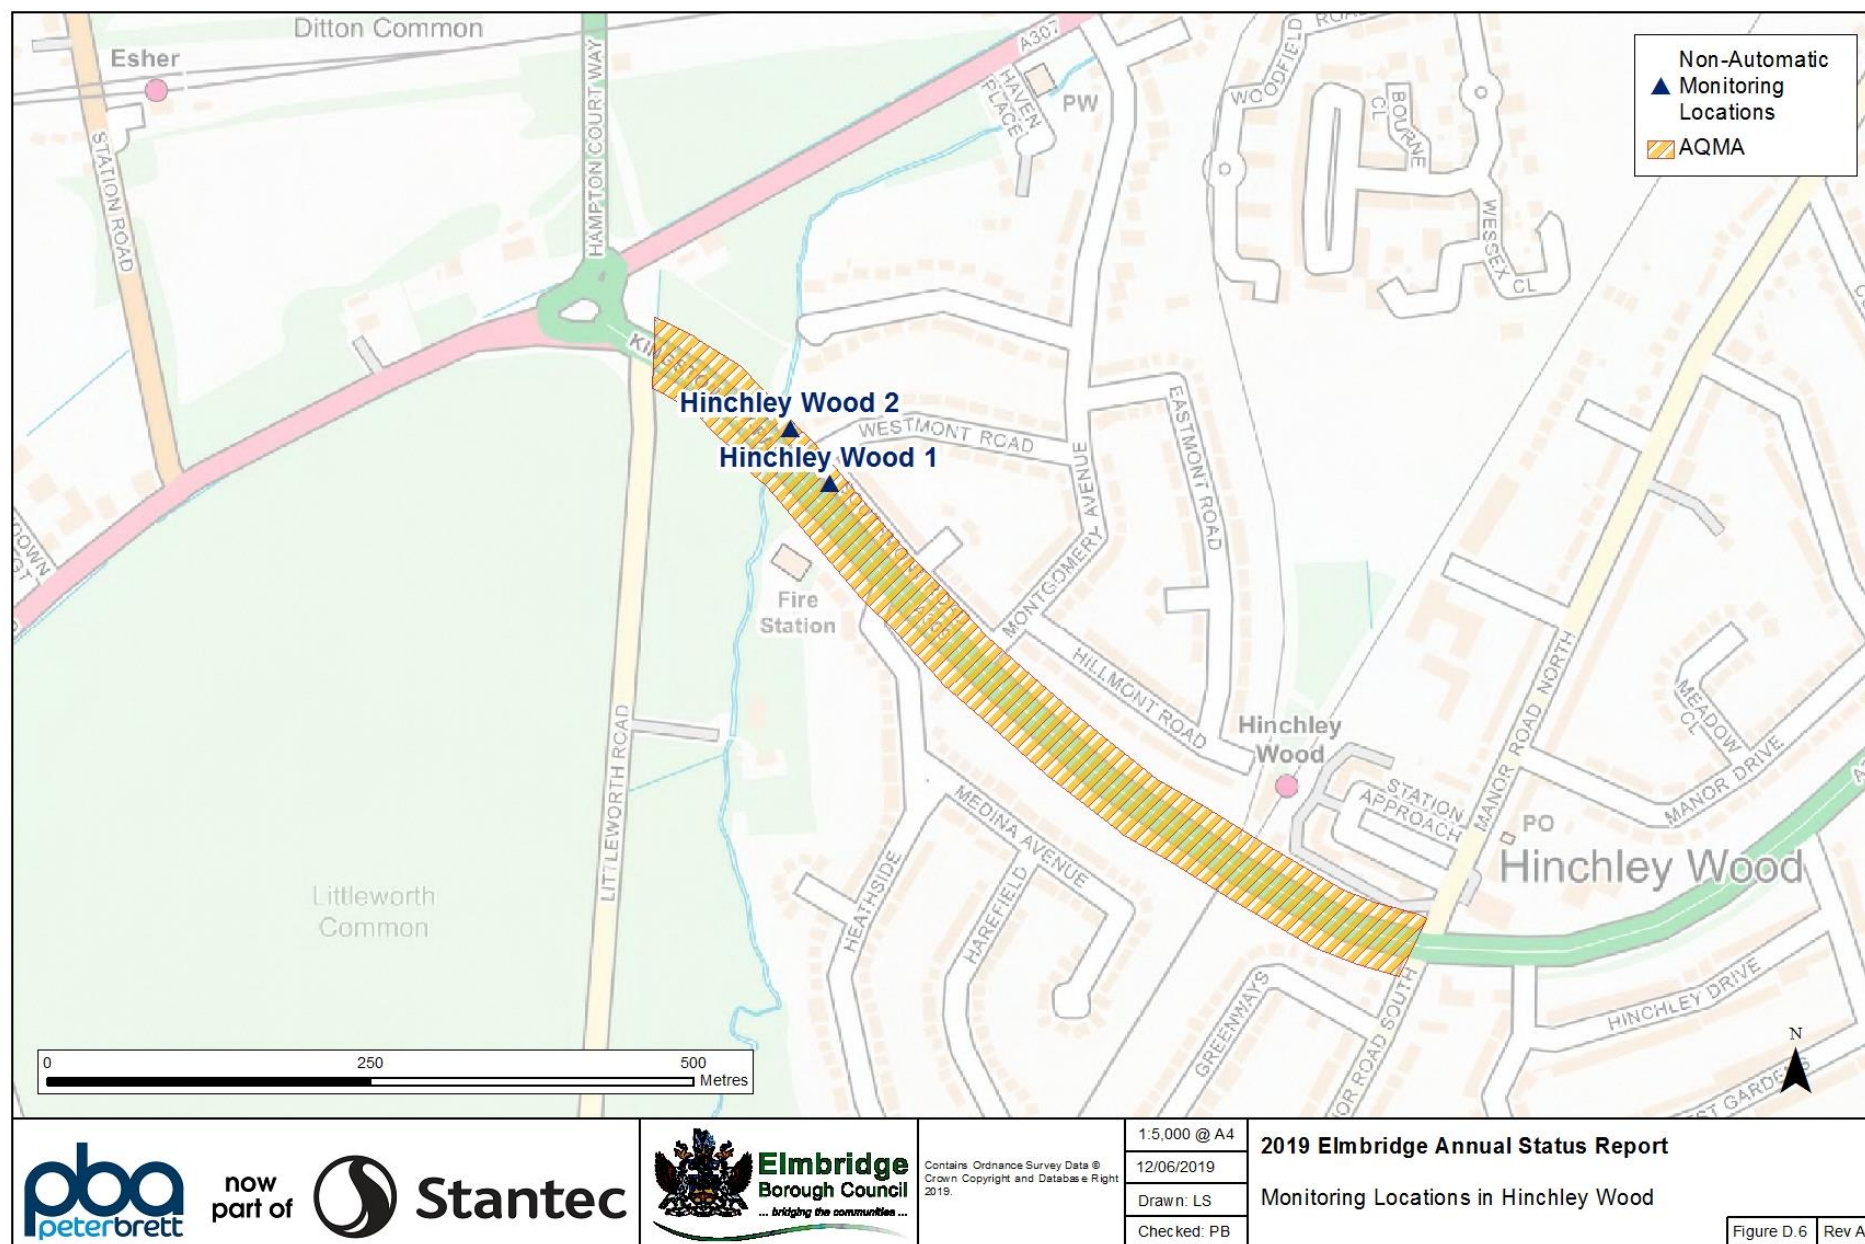 Ditton Common
Esher
STATION ROAD
HAMPTON COURT WAY
A307
HAVEN
PLACE
PW
WOODFIELD
ROAD
BOURNE
CL
WESSEX CL
Non-Automatic
Monitoring
Locations
AQMA
Hinchley Wood 2
Hinchley Wood 1
WESTMONT ROAD
EASTMONT ROAD
MONTGOMERY AVENUE
HILLMONT ROAD
Fire
Station
LITTLEWORTH ROAD
Littleworth
Common
HEATHSIDE
MEDINA AVENUE
HAREFIELD
GREENWAYS
Hinchley
Wood
STATION
APPROACH
MANOR ROAD NORTH
PO
Hinchley Wood
MEADOW
CL
MANOR DRIVE
HINCHLEY DRIVE
ROAD SOUTH
N
0 250 500
Metres
pba
peterbrett
now
part of
Stantec
Elmbridge
Borough Council
... bridging the communities ...
Contains Ordnance Survey Data ©
Crown Copyright and Database Right
2019.
1:5,000 @ A4
12/06/2019
Drawn: LS
Checked: PB
2019 Elmbridge Annual Status Report
Monitoring Locations in Hinchley Wood
Figure D.6
Rev A